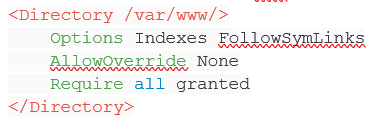 <Directory /var/www/>
Options Indexes FollowSymLinks
AllowOverride None
Require all granted
</Directory>